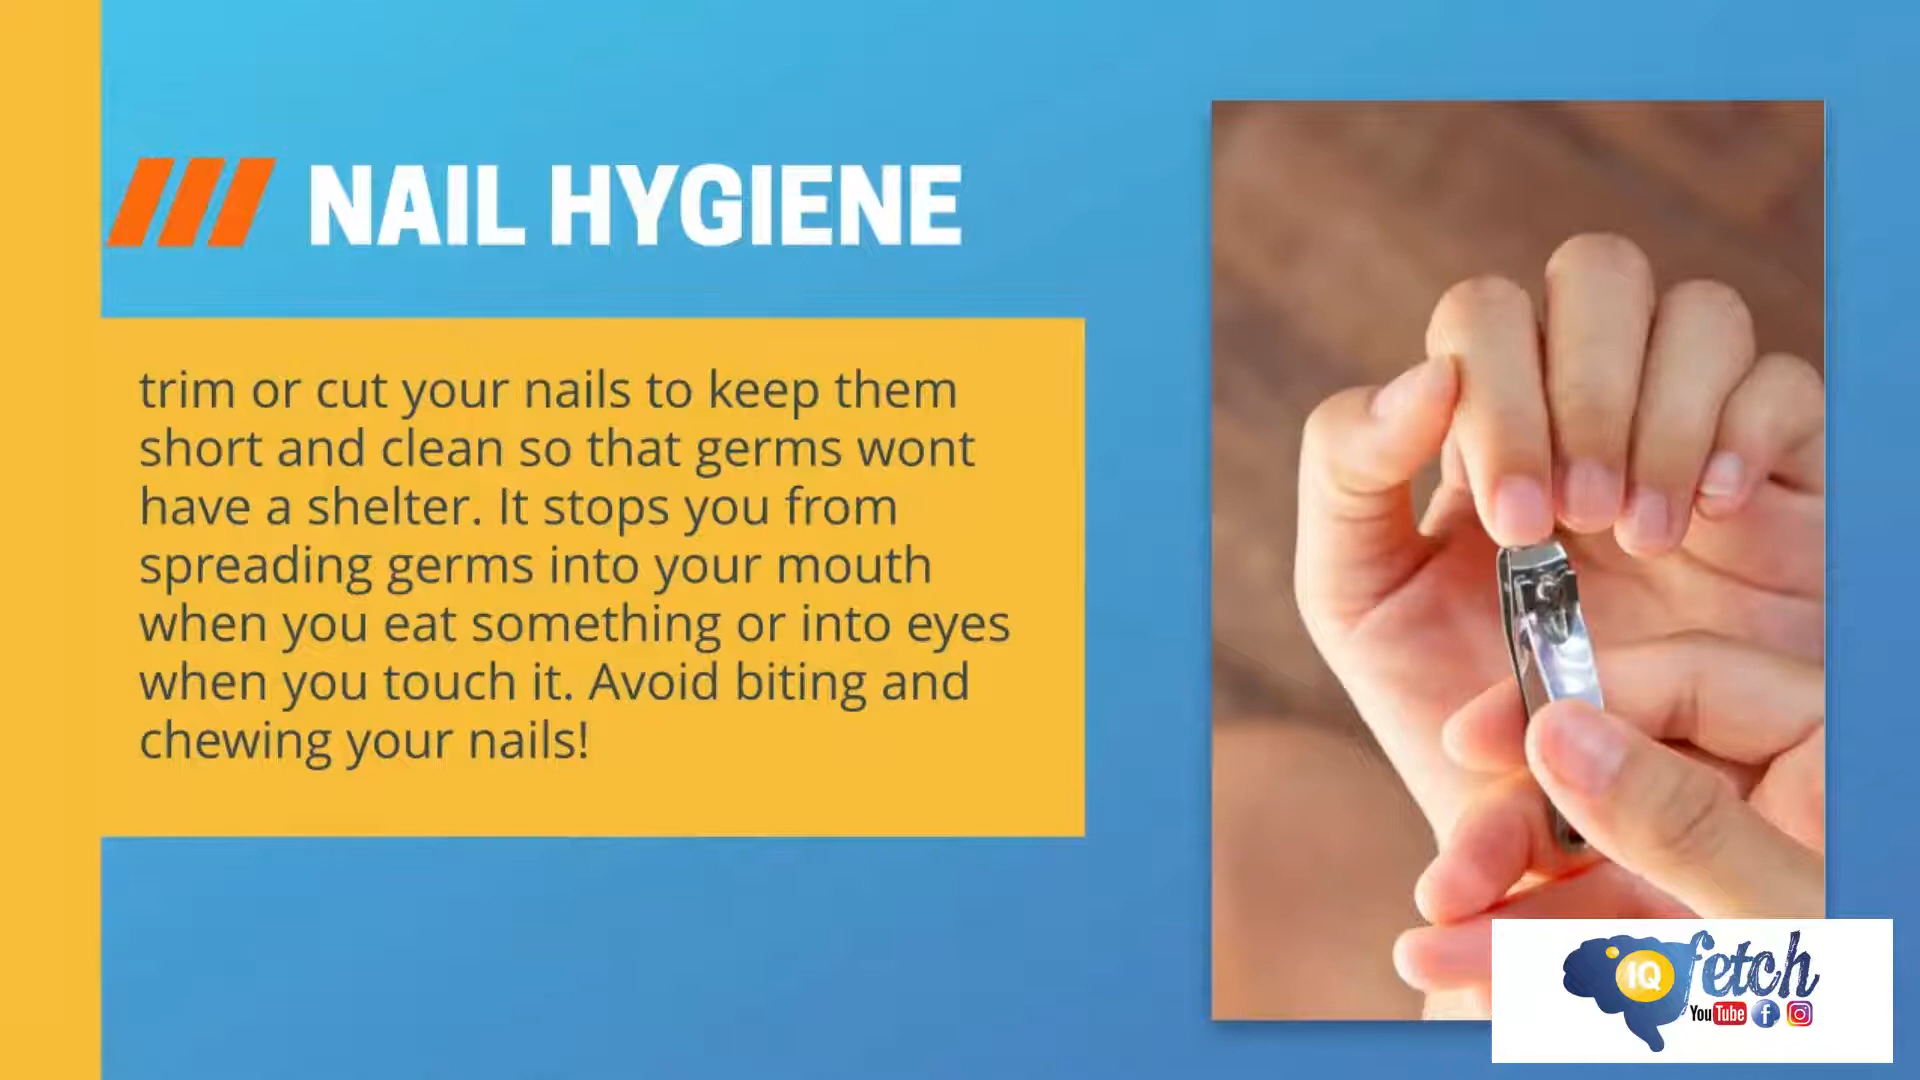 NAIL HYGIENE
trim or cut your nails to keep them
short and clean so that germs wont
have a shelter. It stops you from
spreading germs into your mouth
when you eat something or into eyes
when you touch it. Avoid biting and
chewing your nails!
IQ fetch
YouTube